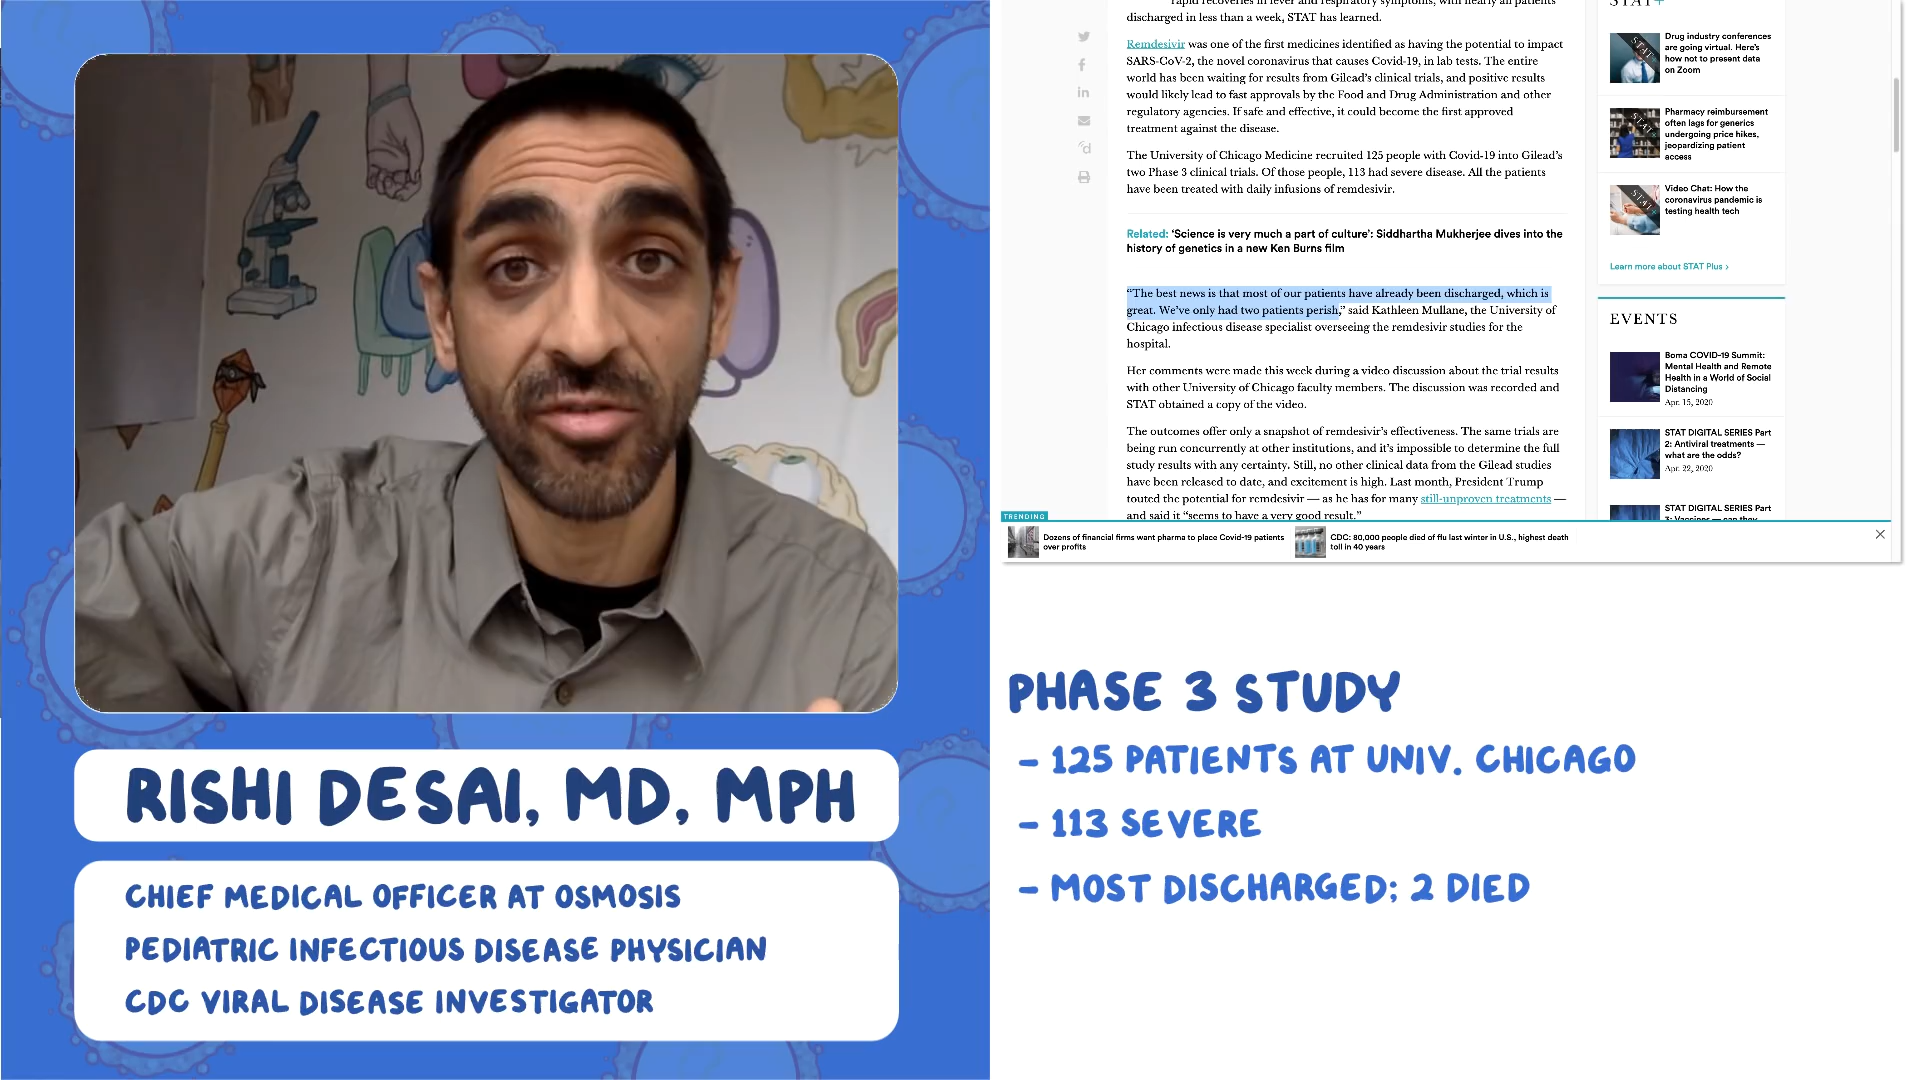 RISHI DESAI, MD, MPH
CHIEF MEDICAL OFFICER AT OSMOSIS
PEDIATRIC INFECTIOUS DISEASE PHYSICIAN
CDC VIRAL DISEASE INVESTIGATOR
rapid recoveries in fever and respiratory symptoms, with nearly all patients
discharged in less than a week, STAT has learned.
Remdesivir was one of the first medicines identified as having the potential to impact
SARS-CoV-2, the novel coronavirus that causes Covid-19, in lab tests. The entire
world has been waiting for results from Gilead's clinical trials, and positive results
would likely lead to fast approvals by the Food and Drug Administration and other
regulatory agencies. If safe and effective, it could become the first approved
treatment against the disease.
The University of Chicago Medicine recruited 125 people with Covid-19 into Gilead's
two Phase 3 clinical trials. Of those people, 113 had severe disease. All the patients
have been treated with daily infusions of remdesivir.
Related: 'Science is very much a part of culture': Siddhartha Mukherjee dives into the
history of genetics in a new Ken Burns film
“The best news is that most of our patients have already been discharged, which is
great. We've only had two patients perish,” said Kathleen Mullane, the University of
Chicago infectious disease specialist overseeing the remdesivir studies for the
hospital.
Her comments were made this week during a video discussion about the trial results
with other University of Chicago faculty members. The discussion was recorded and
STAT obtained a copy of the video.
The outcomes offer only a snapshot of remdesivir's effectiveness. The same trials are
being run concurrently at other institutions, and it's impossible to determine the full
study results with any certainty. Still, no other clinical data from the Gilead studies
have been released to date, and excitement is high. Last month, President Trump
touted the potential for remdesivir — as he has for many still-unproven treatments —
and said it “seems to have a very good result.”
STAT+
Drug industry conferences
are going virtual. Here's
how not to present data
on Zoom
Pharmacy reimbursement
often lags for generics
undergoing price hikes,
jeopardizing patient
access
Video Chat: How the
coronavirus pandemic is
testing health tech
Learn more about STAT Plus ›
EVENTS
Boma COVID-19 Summit:
Mental Health and Remote
Health in a World of Social
Distancing
Apr. 15, 2020
STAT DIGITAL SERIES Part
2: Antiviral treatments —
what are the odds?
Apr. 22, 2020
STAT DIGITAL SERIES Part
3: Vaccines — can they
TRENDING
Dozens of financial firms want pharma to place Covid-19 patients
over profits
CDC: 80,000 people died of flu last winter in U.S., highest death
toll in 40 years
PHASE 3 STUDY
- 125 PATIENTS AT UNIV. CHICAGO
- 113 SEVERE
- MOST DISCHARGED; 2 DIED